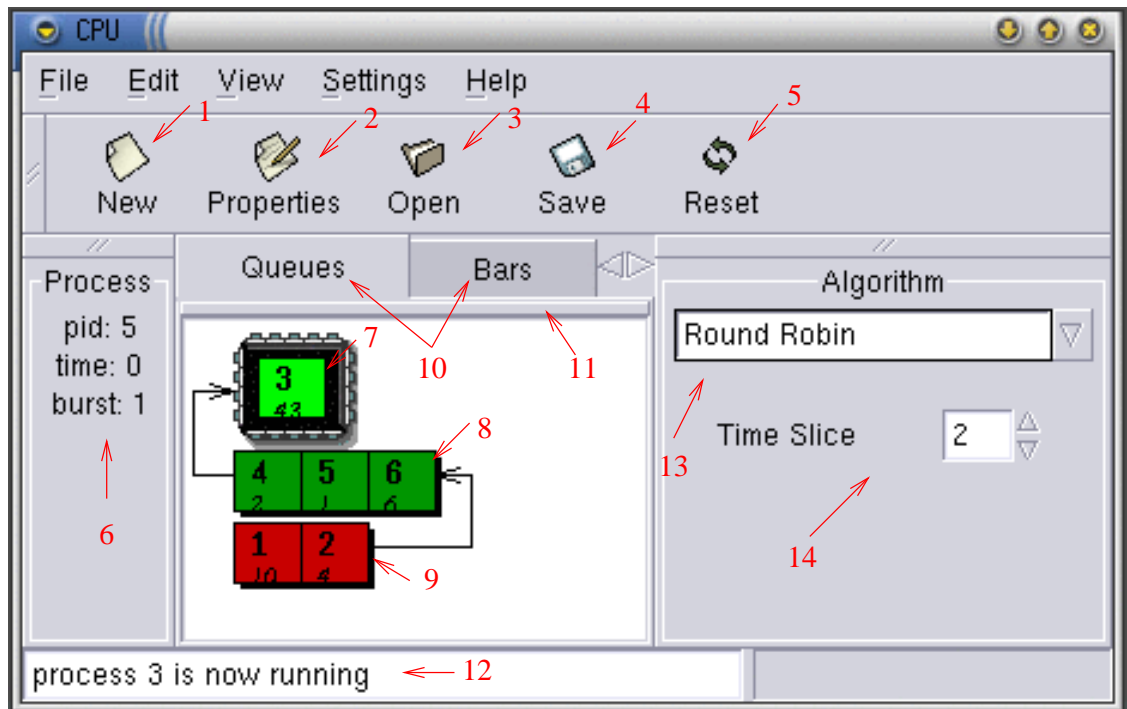 CPU
File Edit View Settings Help
1 2 3 4 5
New Properties Open Save Reset
Process
pid: 5
time: 0
burst: 1
6
Queues Bars
10 11
7
3
43
8
4 5 6
2 1 6
1 2
10 4
9
Algorithm
Round Robin
13
Time Slice 2
14
process 3 is now running 12